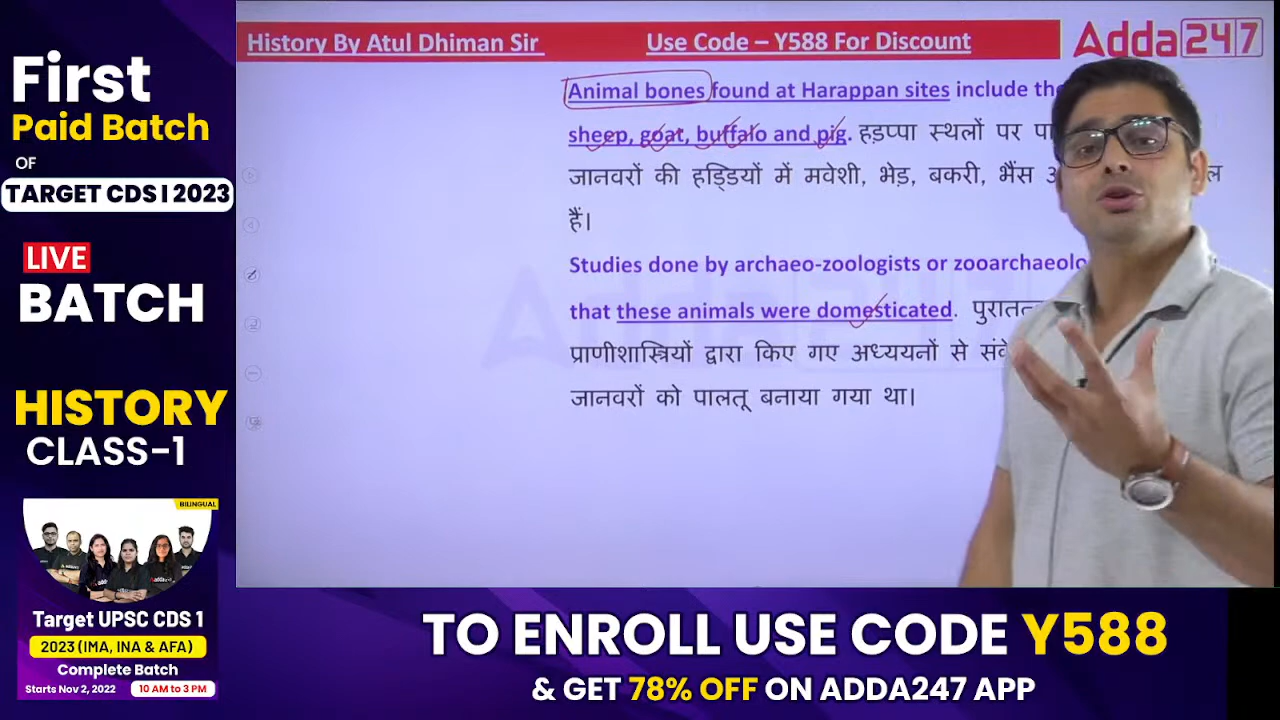 First
Paid Batch
OF
TARGET CDS I 2023
LIVE
BATCH
HISTORY
CLASS-1
BILINGUAL
Target UPSC CDS 1
2023 (IMA, INA & AFA)
Complete Batch
Starts Nov 2, 2022
10 AM to 3 PM
History By Atul Dhiman Sir
Use Code – Y588 For Discount
Adda247
Animal bones found at Harappan sites include
sheep, goat, buffalo and pig. हड़प्पा स्थलों पर
जानवरों की हड्डियों में मवेशी, भेड़, बकरी, भैंस
हैं।
Studies done by archaeo-zoologists or
that these animals were domesticated.
प्राणीशास्त्रियों द्वारा किए गए अध्ययनों से
जानवरों को पालतू बनाया गया था।
TO ENROLL USE CODE Y588
& GET 78% OFF ON ADDA247 APP